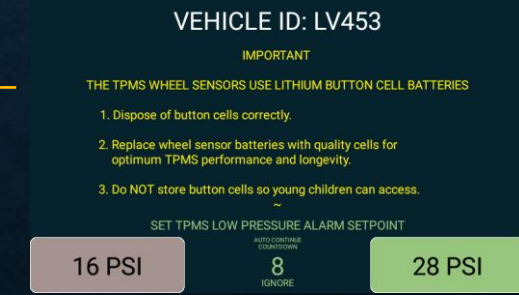 VEHICLE ID: LV453
IMPORTANT
THE TPMS WHEEL SENSORS USE LITHIUM BUTTON CELL BATTERIES
1. Dispose of button cells correctly.
2. Replace wheel sensor batteries with quality cells for
optimum TPMS performance and longevity.
3. Do NOT store button cells so young children can access.
~
SET TPMS LOW PRESSURE ALARM SETPOINT
16 PSI
AUTO CONTINUE
COUNTDOWN
8
IGNORE
28 PSI